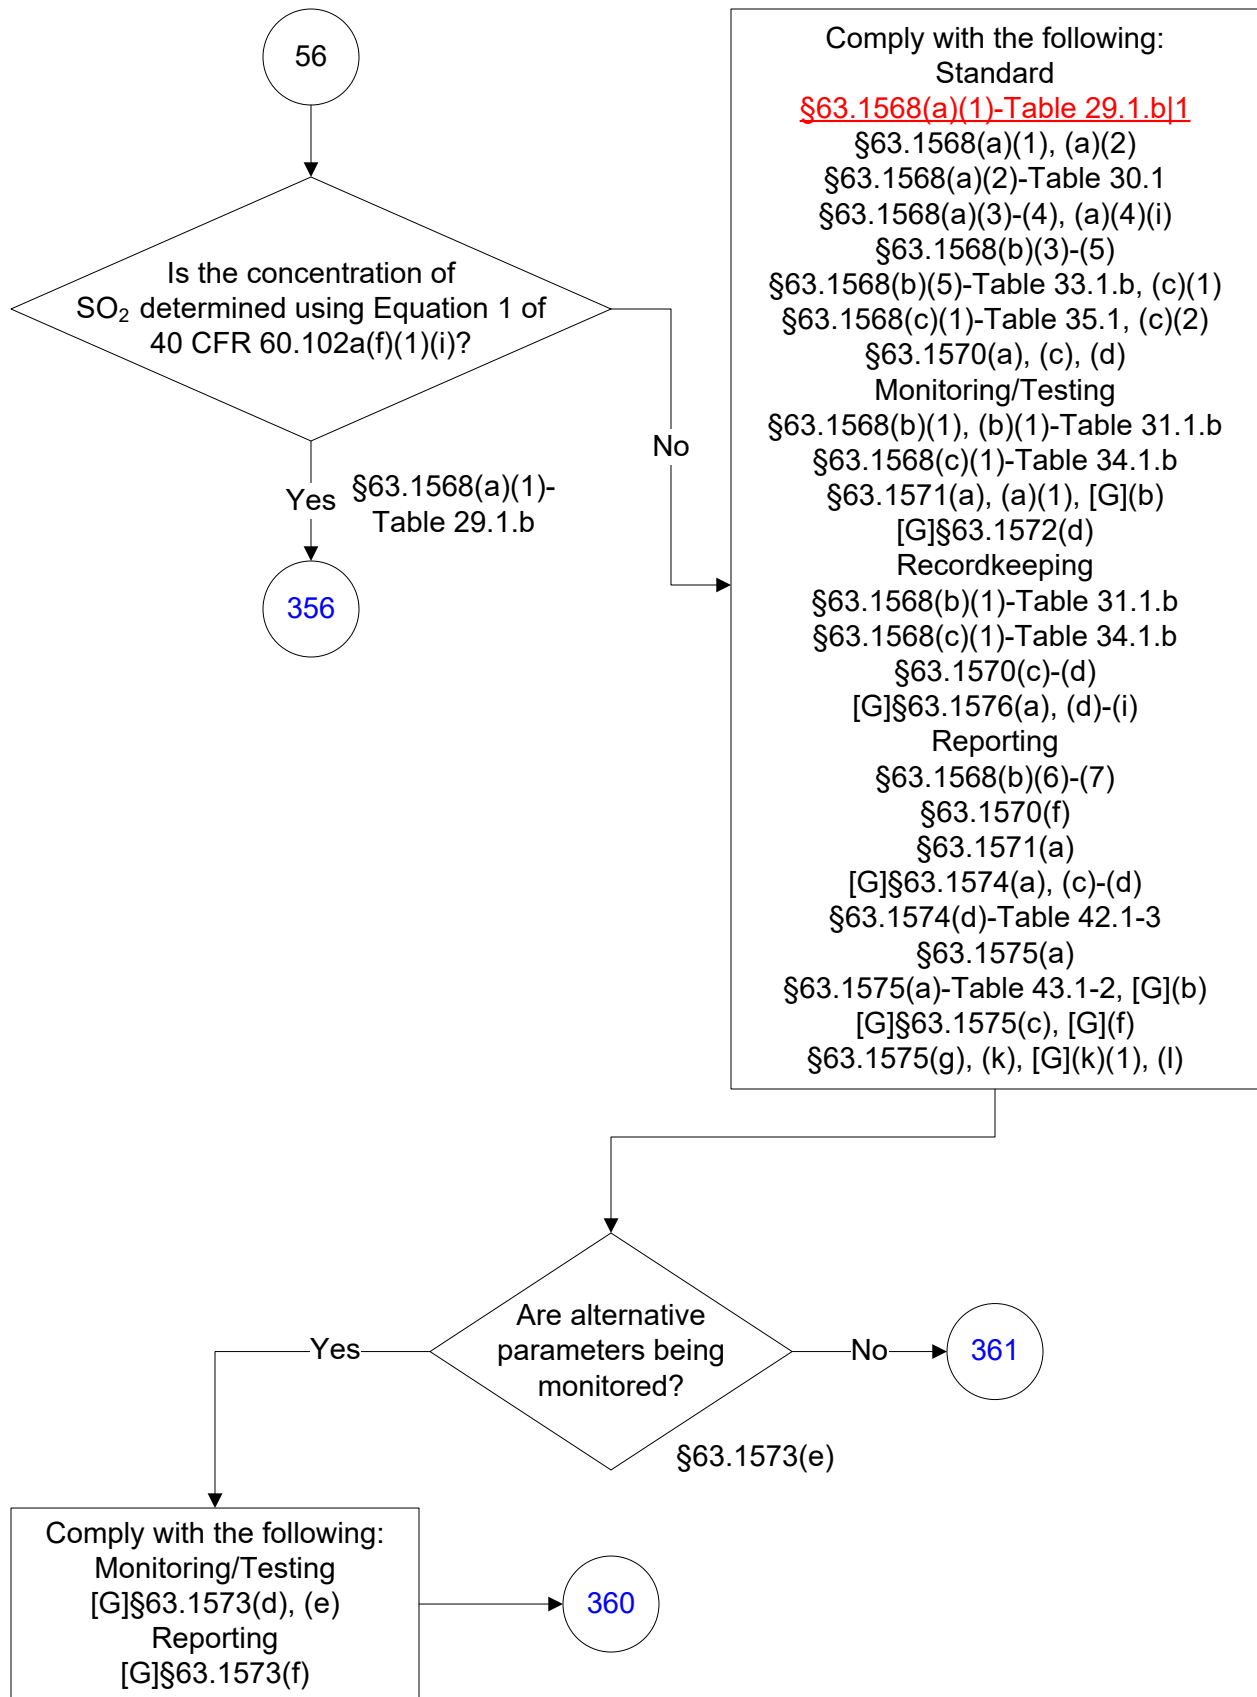 56
Is the concentration of
SO₂ determined using Equation 1 of
40 CFR 60.102a(f)(1)(i)?
Yes
§63.1568(a)(1)-
Table 29.1.b
356
No
Comply with the following:
Standard
§63.1568(a)(1)-Table 29.1.b|1
§63.1568(a)(1), (a)(2)
§63.1568(a)(2)-Table 30.1
§63.1568(a)(3)-(4), (a)(4)(i)
§63.1568(b)(3)-(5)
§63.1568(b)(5)-Table 33.1.b, (c)(1)
§63.1568(c)(1)-Table 35.1, (c)(2)
§63.1570(a), (c), (d)
Monitoring/Testing
§63.1568(b)(1), (b)(1)-Table 31.1.b
§63.1568(c)(1)-Table 34.1.b
§63.1571(a), (a)(1), [G](b)
[G]§63.1572(d)
Recordkeeping
§63.1568(b)(1)-Table 31.1.b
§63.1568(c)(1)-Table 34.1.b
§63.1570(c)-(d)
[G]§63.1576(a), (d)-(i)
Reporting
§63.1568(b)(6)-(7)
§63.1570(f)
§63.1571(a)
[G]§63.1574(a), (c)-(d)
§63.1574(d)-Table 42.1-3
§63.1575(a)
§63.1575(a)-Table 43.1-2, [G](b)
[G]§63.1575(c), [G](f)
§63.1575(g), (k), [G](k)(1), (l)
Are alternative
parameters being
monitored?
§63.1573(e)
Yes
No
361
Comply with the following:
Monitoring/Testing
[G]§63.1573(d), (e)
Reporting
[G]§63.1573(f)
360